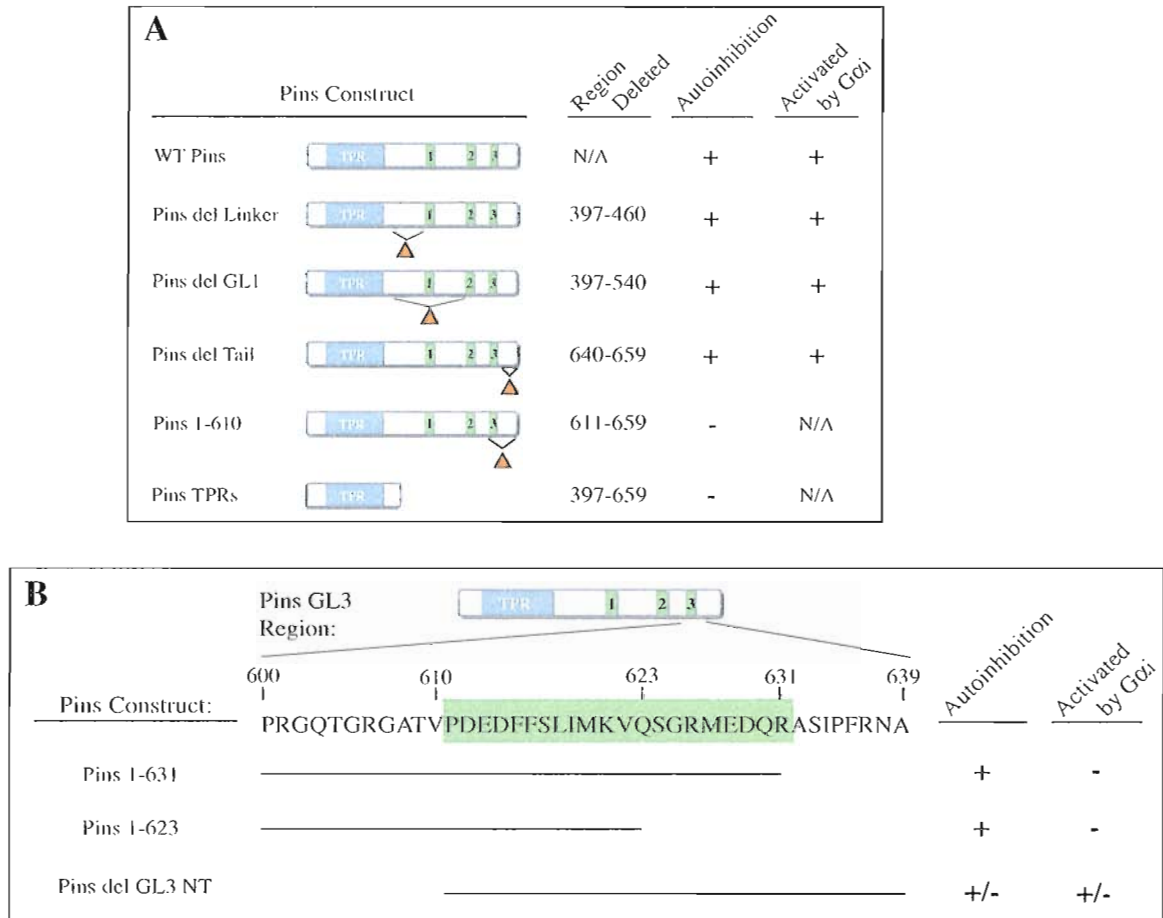 A
Pins Construct
Region Deleted
Autoinhibition
Activated by Gαi
WT Pins TPR 1 2 3 N/A + +
Pins del Linker TPR 1 2 3 397-460 + +
Pins del GL1 TPR 1 2 3 397-540 + +
Pins del Tail TPR 1 2 3 640-659 + +
Pins 1-610 TPR 1 2 3 611-659 - N/A
Pins TPRs TPR 397-659 - N/A
B
Pins GL3 Region:
TPR 1 2 3
600 610 623 631 639
Pins Construct:
PRGQTGRGATVPDEDFFSLIMKVQSGRMEDQRASIPFRNA
Autoinhibition
Activated by Gαi
Pins 1-631 + -
Pins 1-623 + -
Pins del GL3 NT +/- +/-